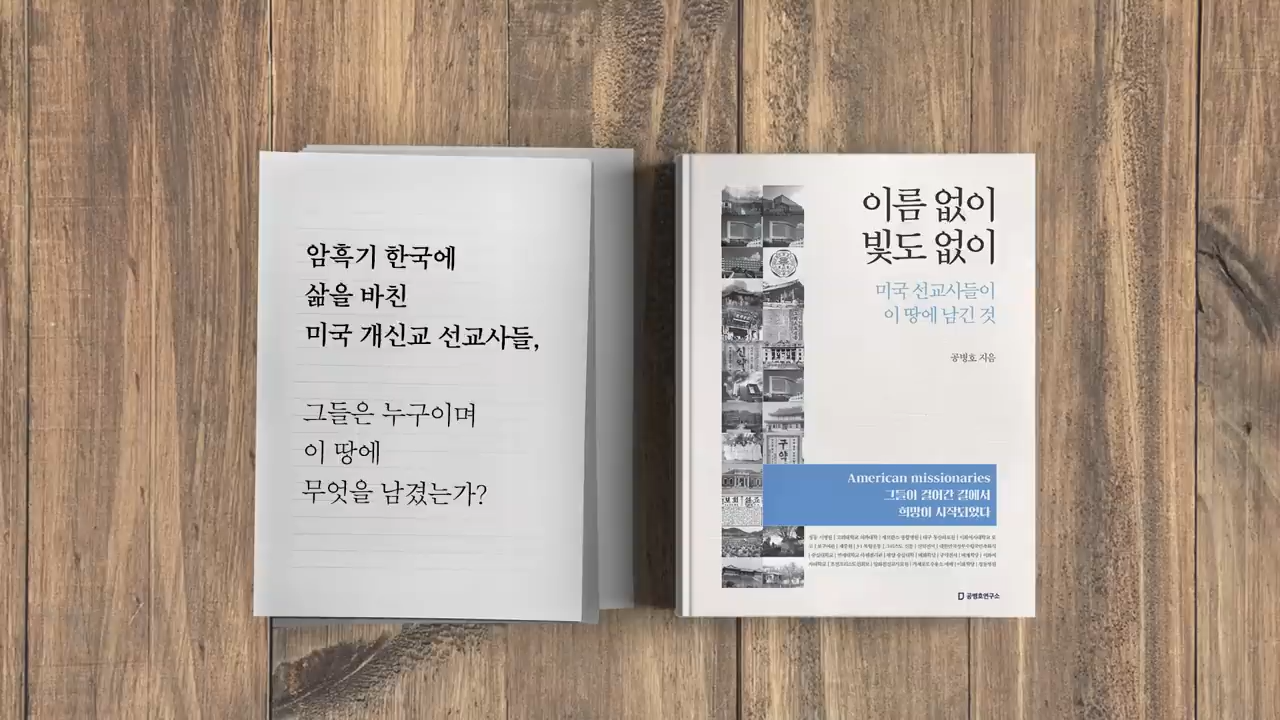 암흑기 한국에
삶을 바친
미국 개신교 선교사들,
그들은 누구이며
이 땅에
무엇을 남겼는가?
이름 없이
빛도 없이
미국 선교사들이
이 땅에 남긴 것
공병호 지음
구약
American missionaries
그들이 걸어간 길에서
희망이 시작되었다
공병호연구소